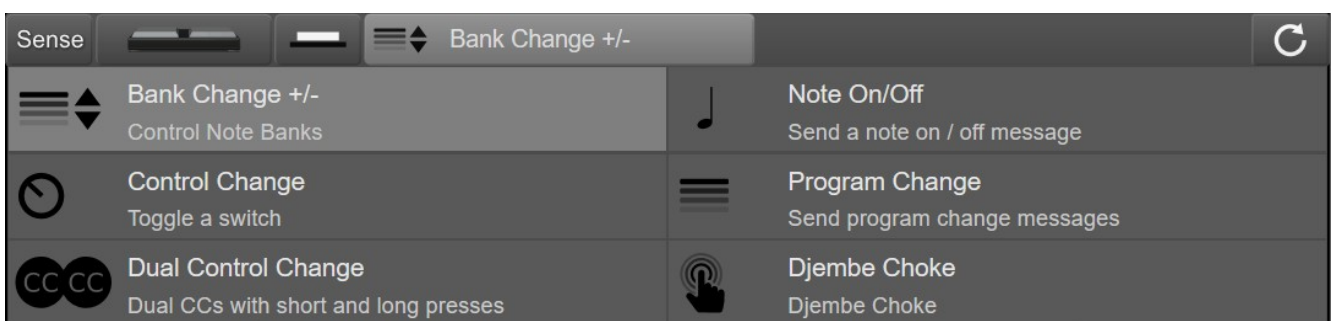 Sense
Bank Change +/-
Bank Change +/-
Control Note Banks
Note On/Off
Send a note on / off message
Control Change
Toggle a switch
Program Change
Send program change messages
CC CC
Dual Control Change
Dual CCs with short and long presses
Djembe Choke
Djembe Choke